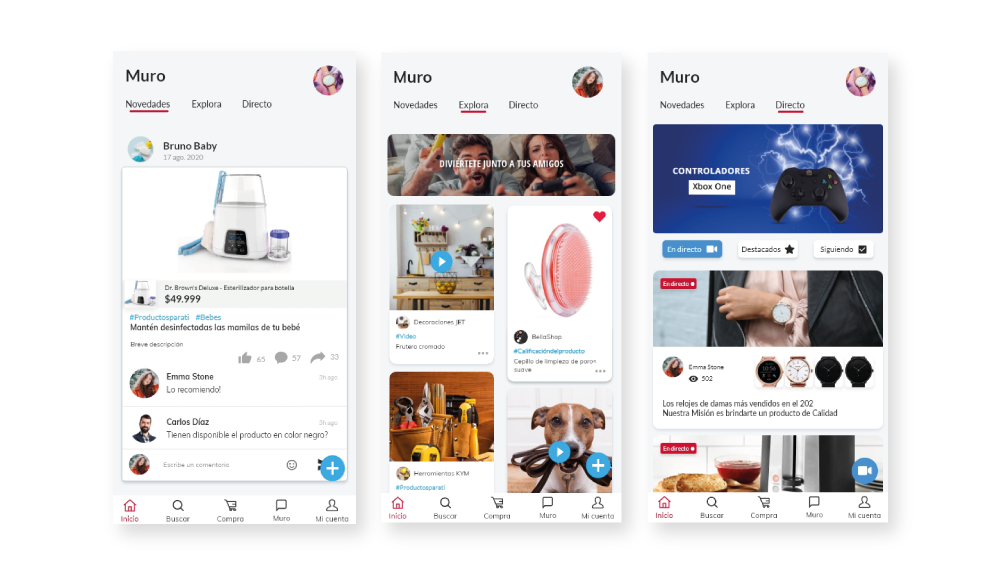 Muro
Novedades Explora Directo
Bruno Baby
17 ago. 2020
Dr. Brown's Deluxe - Esterilizador para botella
$49.999
#Productosparati #Bebes
Mantén desinfectadas las mamilas de tu bebé
Breve descripción
65 57 33
Emma Stone 3h ago
Lo recomiendo!
Carlos Díaz 3h ago
Tienen disponible el producto en color negro?
Escribe un comentario
Inicio Buscar Compra Muro Mi cuenta
Muro
Novedades Explora Directo
DIVIÉRTETE JUNTO A TUS AMIGOS
Decoraciones JET
#Video
Frutero cromado
BellaShop
#Calificacióndelproducto
Cepillo de limpieza de poros
suave
Herramientas KYM
#Productosparati
Inicio Buscar Compra Muro Mi cuenta
Muro
Novedades Explora Directo
CONTROLADORES
Xbox One
En directo Destacados Siguiendo
En directo
Emma Stone
502
Los relojes de damas más vendidos en el 202
Nuestra Misión es brindarte un producto de Calidad
En directo
Inicio Buscar Compra Muro Mi cuenta